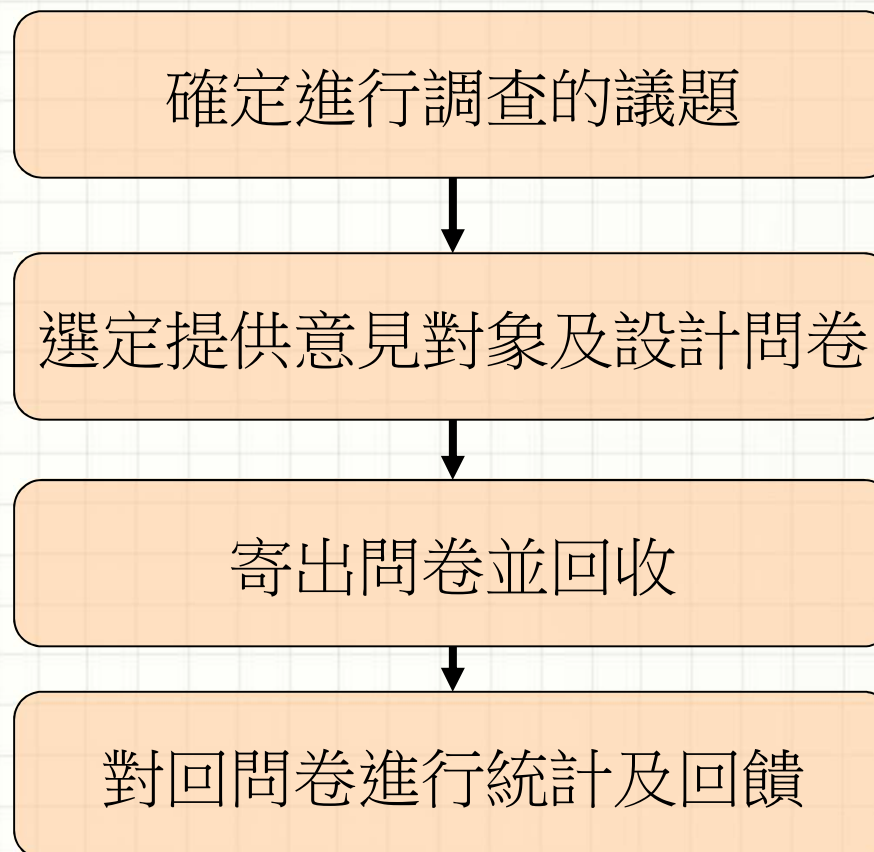 確定進行調查的議題
選定提供意見對象及設計問卷
寄出問卷並回收
對回問卷進行統計及回饋